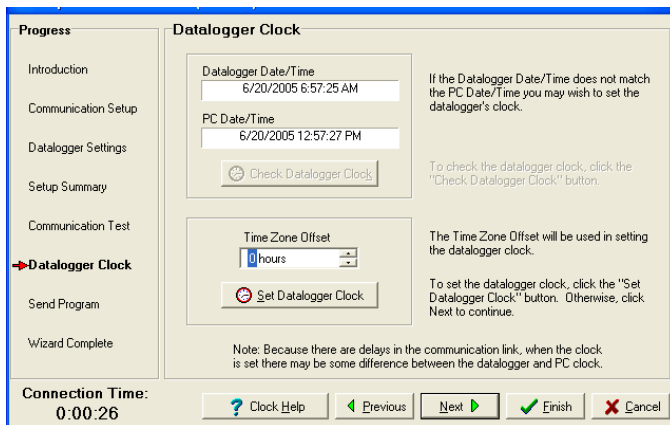 Progress
Introduction
Communication Setup
Datalogger Settings
Setup Summary
Communication Test
Datalogger Clock
Send Program
Wizard Complete
Connection Time:
0:00:26
Datalogger Clock
Datalogger Date/Time
6/20/2005 6:57:25 AM
PC Date/Time
6/20/2005 12:57:27 PM
Check Datalogger Clock
If the Datalogger Date/Time does not match
the PC Date/Time you may wish to set the
datalogger's clock.
To check the datalogger clock, click the
"Check Datalogger Clock" button.
Time Zone Offset
0 hours
Set Datalogger Clock
The Time Zone Offset will be used in setting
the datalogger clock.
To set the datalogger clock, click the "Set
Datalogger Clock" button. Otherwise, click
Next to continue.
Note: Because there are delays in the communication link, when the clock
is set there may be some difference between the datalogger and PC clock.
Clock Help
Previous
Next
Finish
Cancel